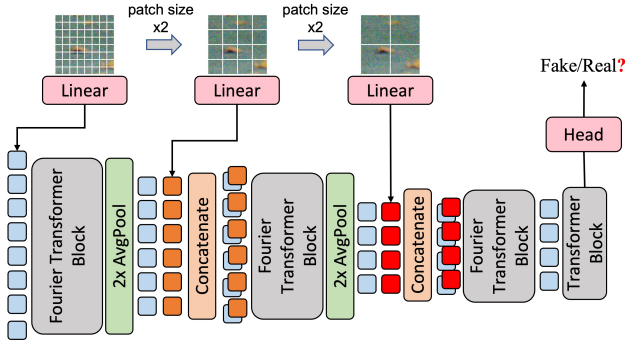 patch size
x2
patch size
x2
Linear
Linear
Linear
Fake/Real?
Head
Fourier Transformer
Block
2x AvgPool
Concatenate
Fourier
Transformer
Block
2x AvgPool
Concatenate
Fourier
Transformer
Block
Transformer
Block